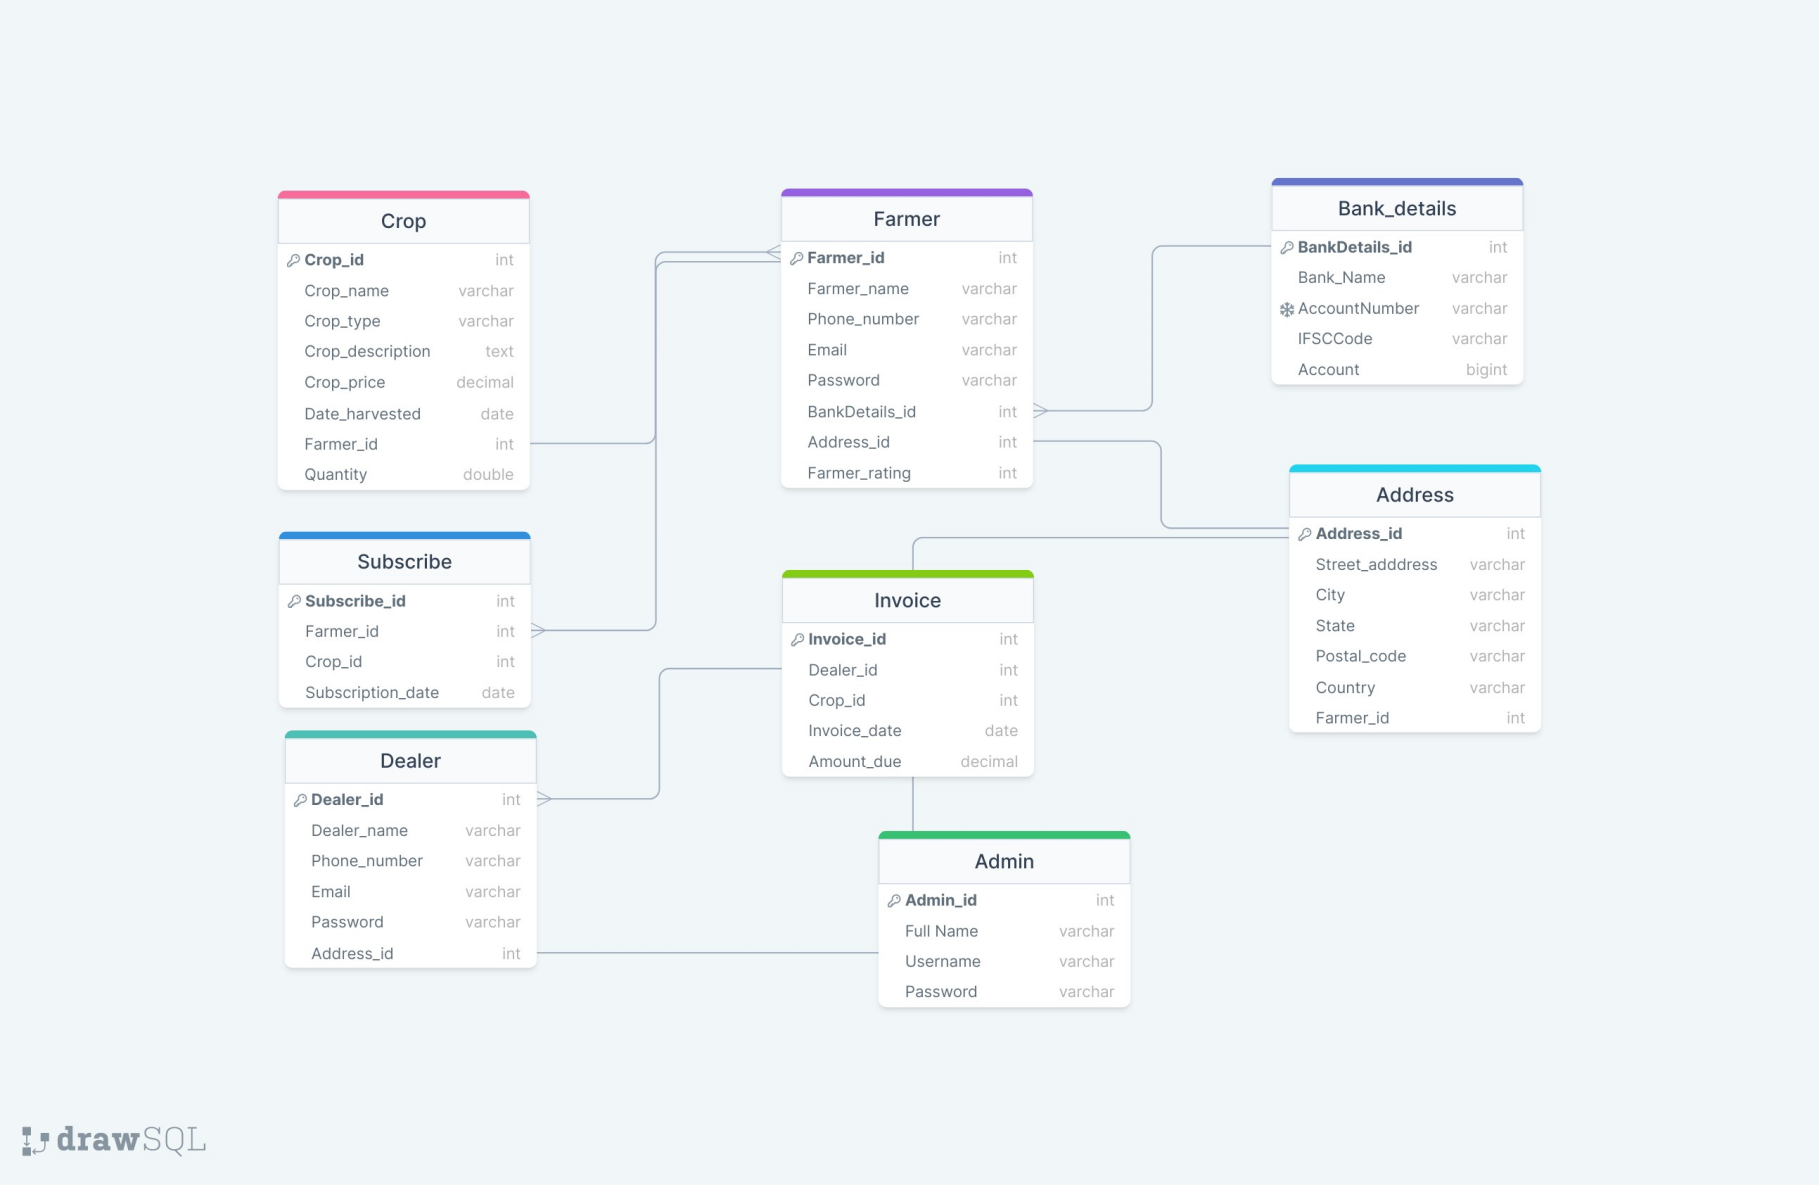 Crop
Crop_id int
Crop_name varchar
Crop_type varchar
Crop_description text
Crop_price decimal
Date_harvested date
Farmer_id int
Quantity double
Farmer
Farmer_id int
Farmer_name varchar
Phone_number varchar
Email varchar
Password varchar
BankDetails_id int
Address_id int
Farmer_rating int
Bank_details
BankDetails_id int
Bank_Name varchar
AccountNumber varchar
IFSCCode varchar
Account bigint
Address
Address_id int
Street_adddress varchar
City varchar
State varchar
Postal_code varchar
Country varchar
Farmer_id int
Subscribe
Subscribe_id int
Farmer_id int
Crop_id int
Subscription_date date
Invoice
Invoice_id int
Dealer_id int
Crop_id int
Invoice_date date
Amount_due decimal
Dealer
Dealer_id int
Dealer_name varchar
Phone_number varchar
Email varchar
Password varchar
Address_id int
Admin
Admin_id int
Full Name varchar
Username varchar
Password varchar
drawSQL